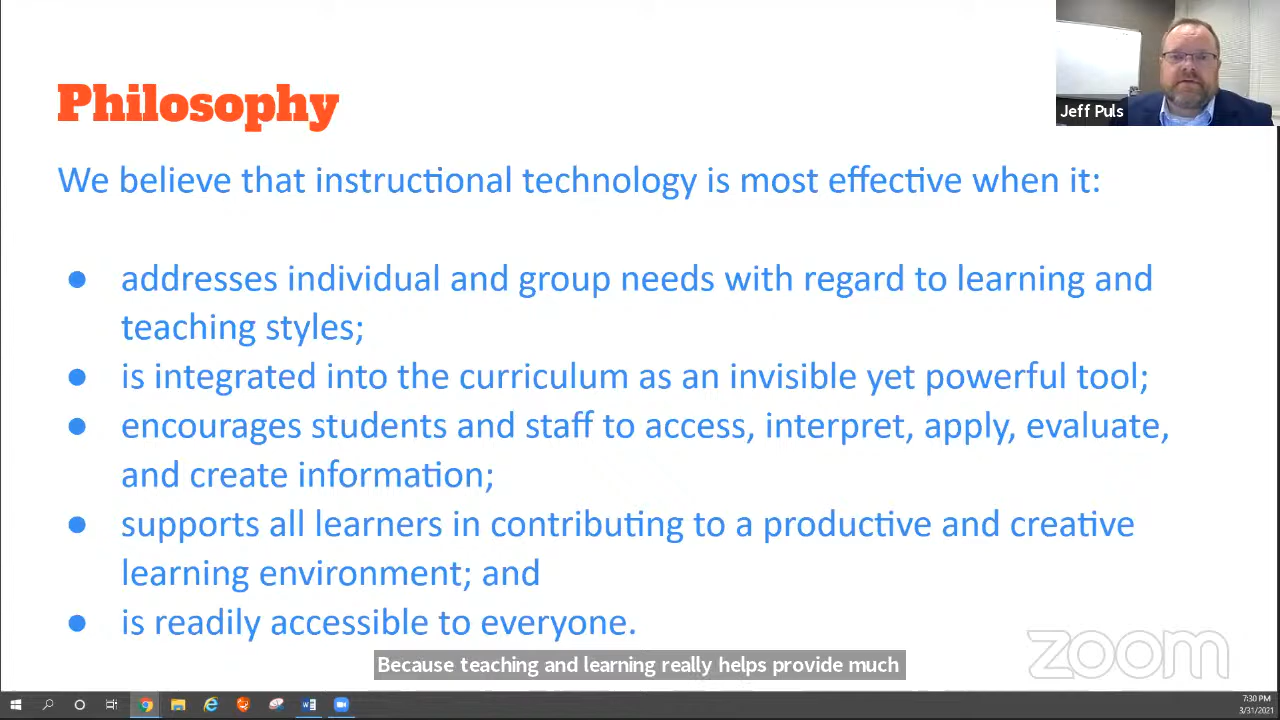 Philosophy
Jeff Puls
We believe that instructional technology is most effective when it:
● addresses individual and group needs with regard to learning and
teaching styles;
● is integrated into the curriculum as an invisible yet powerful tool;
● encourages students and staff to access, interpret, apply, evaluate,
and create information;
● supports all learners in contributing to a productive and creative
learning environment; and
● is readily accessible to everyone.
Because teaching and learning really helps provide much
zoom
7:30 PM
3/31/2021